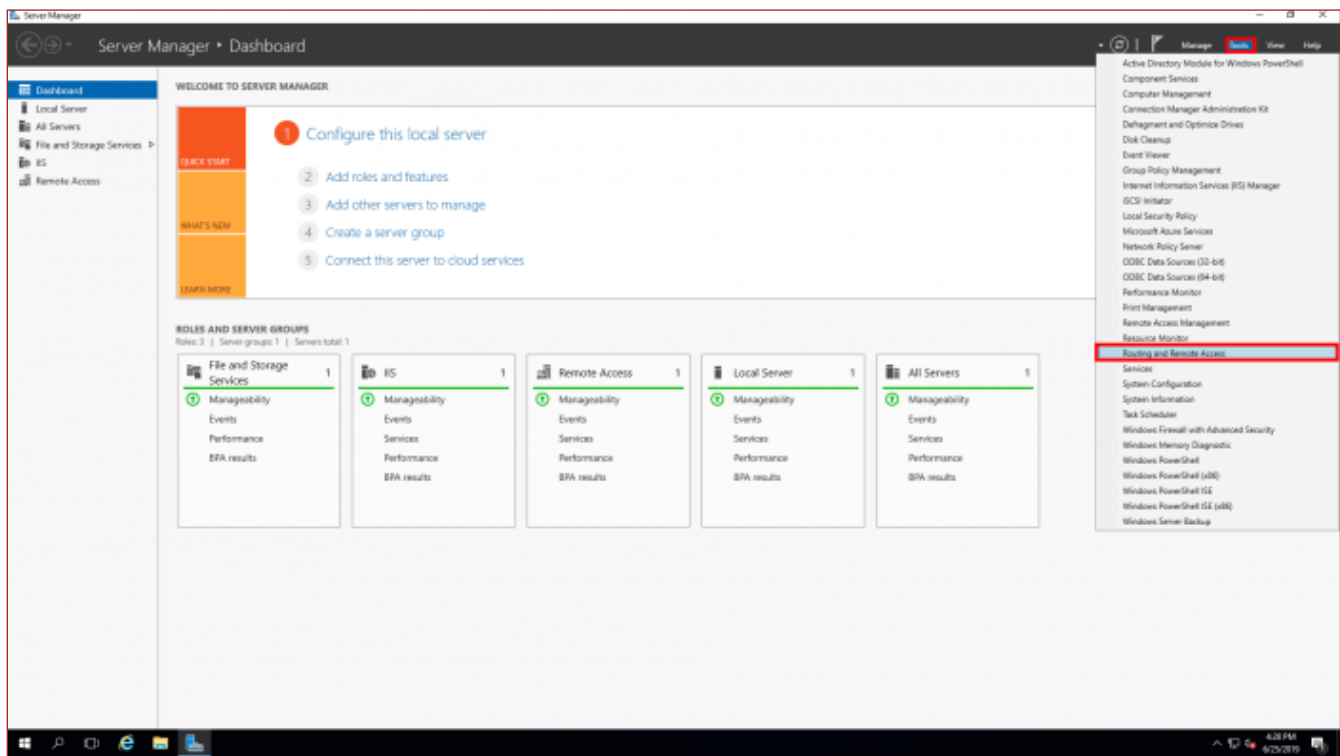 Server Manager
Server Manager • Dashboard
Manage Tools View Help
Dashboard
Local Server
All Servers
File and Storage Services
IIS
Remote Access
WELCOME TO SERVER MANAGER
QUICK START
WHAT'S NEW
LEARN MORE
1 Configure this local server
2 Add roles and features
3 Add other servers to manage
4 Create a server group
5 Connect this server to cloud services
ROLES AND SERVER GROUPS
Roles: 3 | Server groups: 1 | Servers total: 1
File and Storage Services 1
Manageability
Events
Performance
BPA results
IIS 1
Manageability
Events
Services
Performance
BPA results
Remote Access 1
Manageability
Events
Services
Performance
BPA results
Local Server 1
Manageability
Events
Services
Performance
BPA results
All Servers 1
Manageability
Events
Services
Performance
BPA results
Active Directory Module for Windows PowerShell
Component Services
Computer Management
Connection Manager Administration Kit
Defragment and Optimize Drives
Disk Cleanup
Event Viewer
Group Policy Management
Internet Information Services (IIS) Manager
iSCSI Initiator
Local Security Policy
Microsoft Azure Services
Network Policy Server
ODBC Data Sources (32-bit)
ODBC Data Sources (64-bit)
Performance Monitor
Print Management
Remote Access Management
Resource Monitor
Routing and Remote Access
Services
System Configuration
System Information
Task Scheduler
Windows Firewall with Advanced Security
Windows Memory Diagnostic
Windows PowerShell
Windows PowerShell (x86)
Windows PowerShell ISE
Windows PowerShell ISE (x86)
Windows Server Backup
4:28 PM
6/25/2019